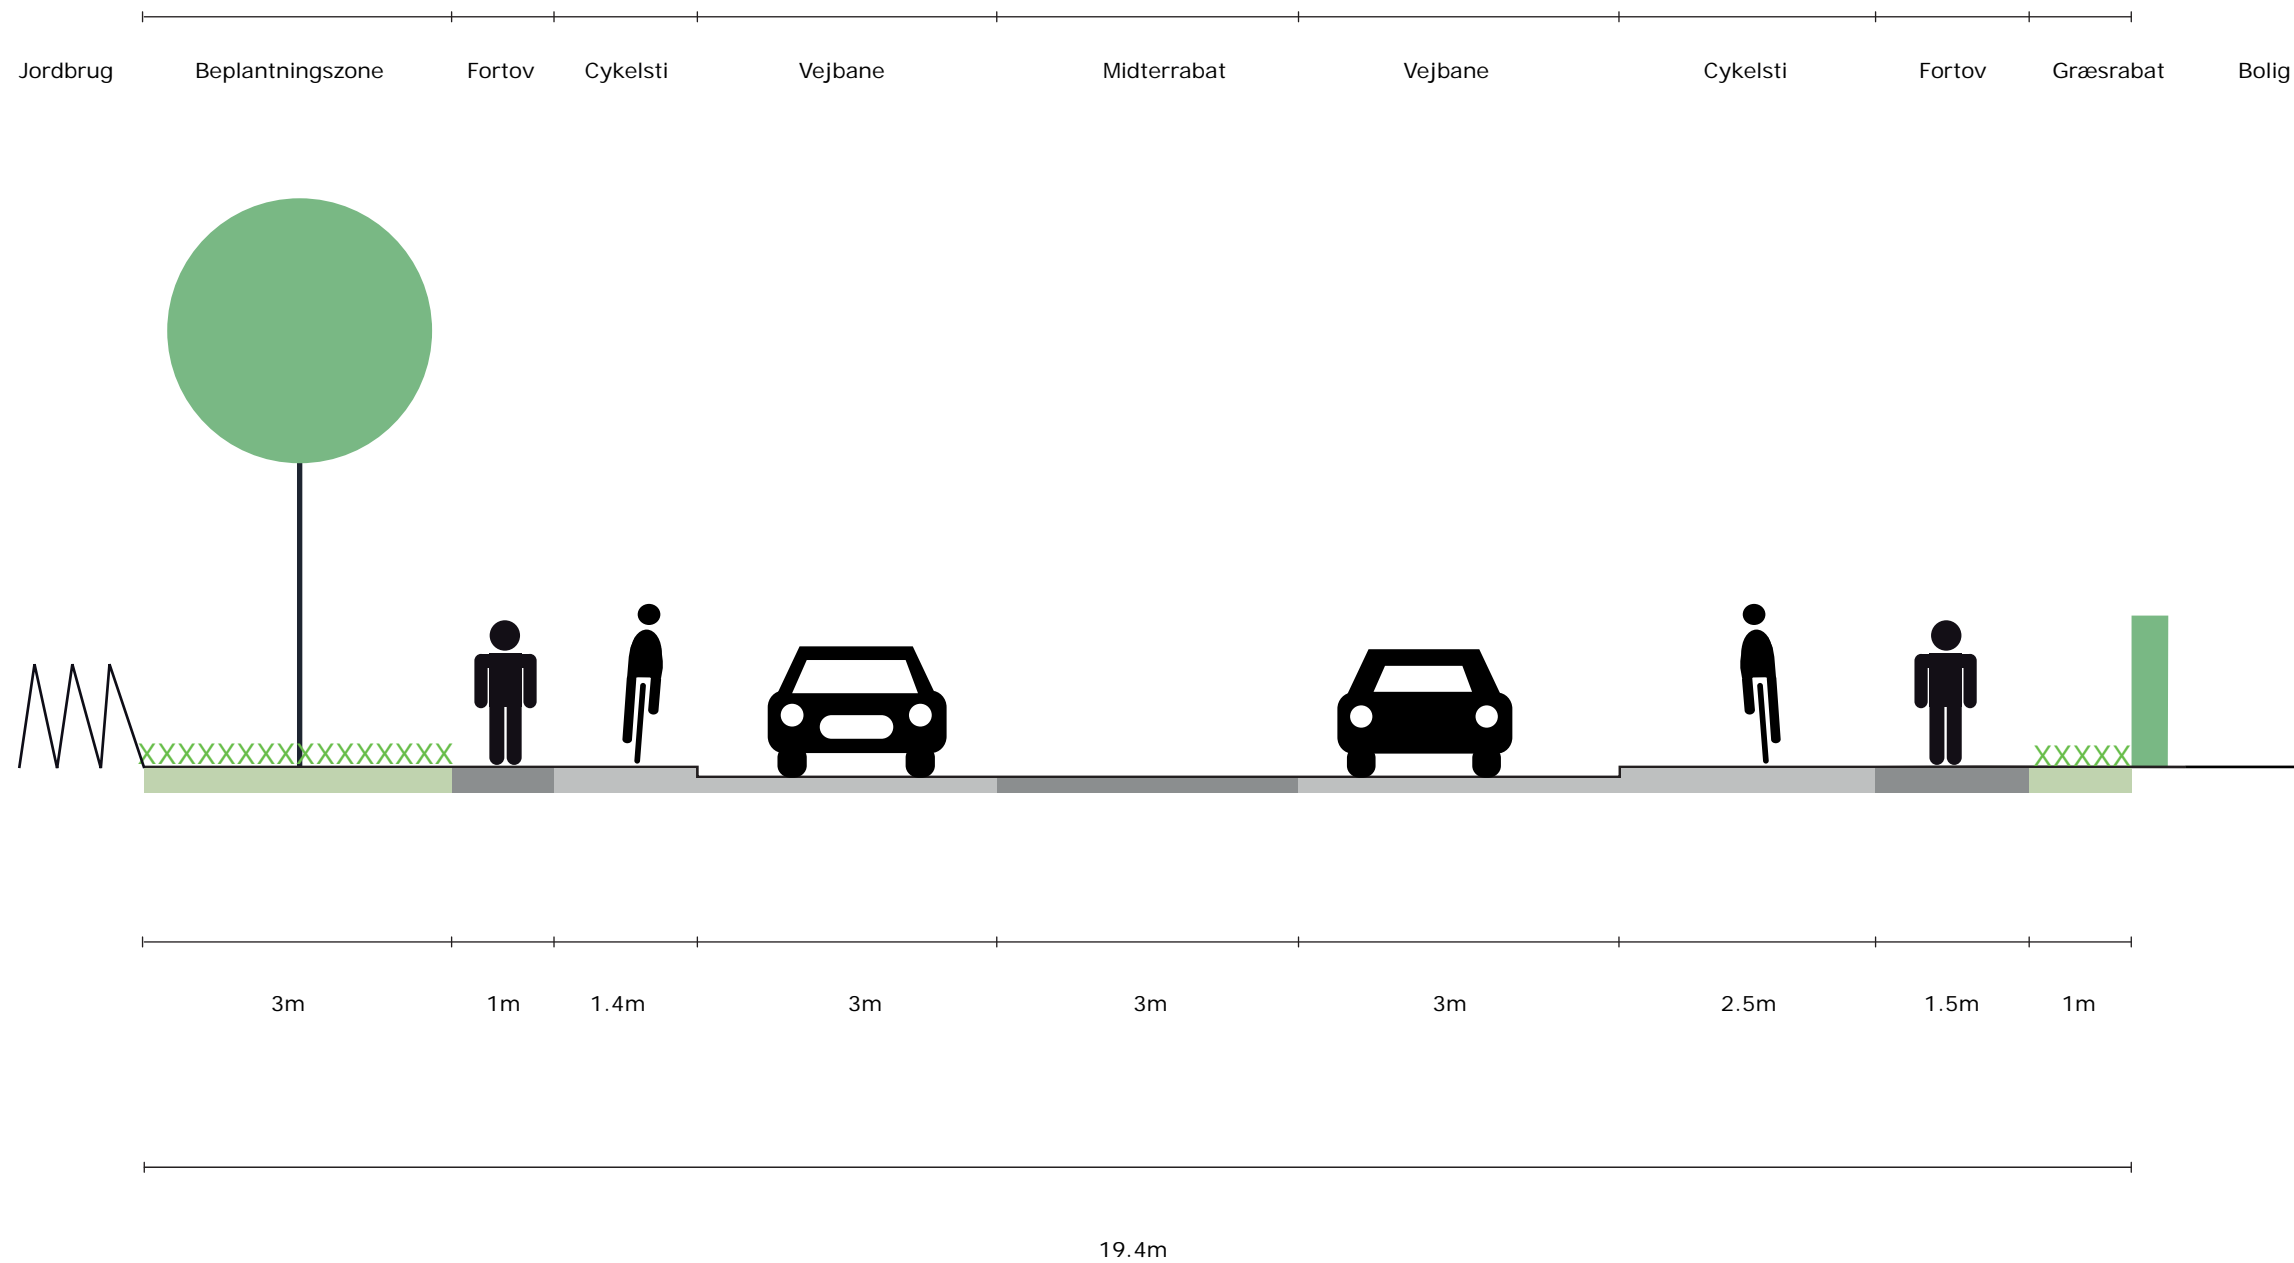 Jordbrug Beplantningszone Fortov Cykelsti Vejbane Midterrabat Vejbane Cykelsti Fortov Græsrabat Bolig
3m 1m 1.4m 3m 3m 3m 2.5m 1.5m 1m
19.4m